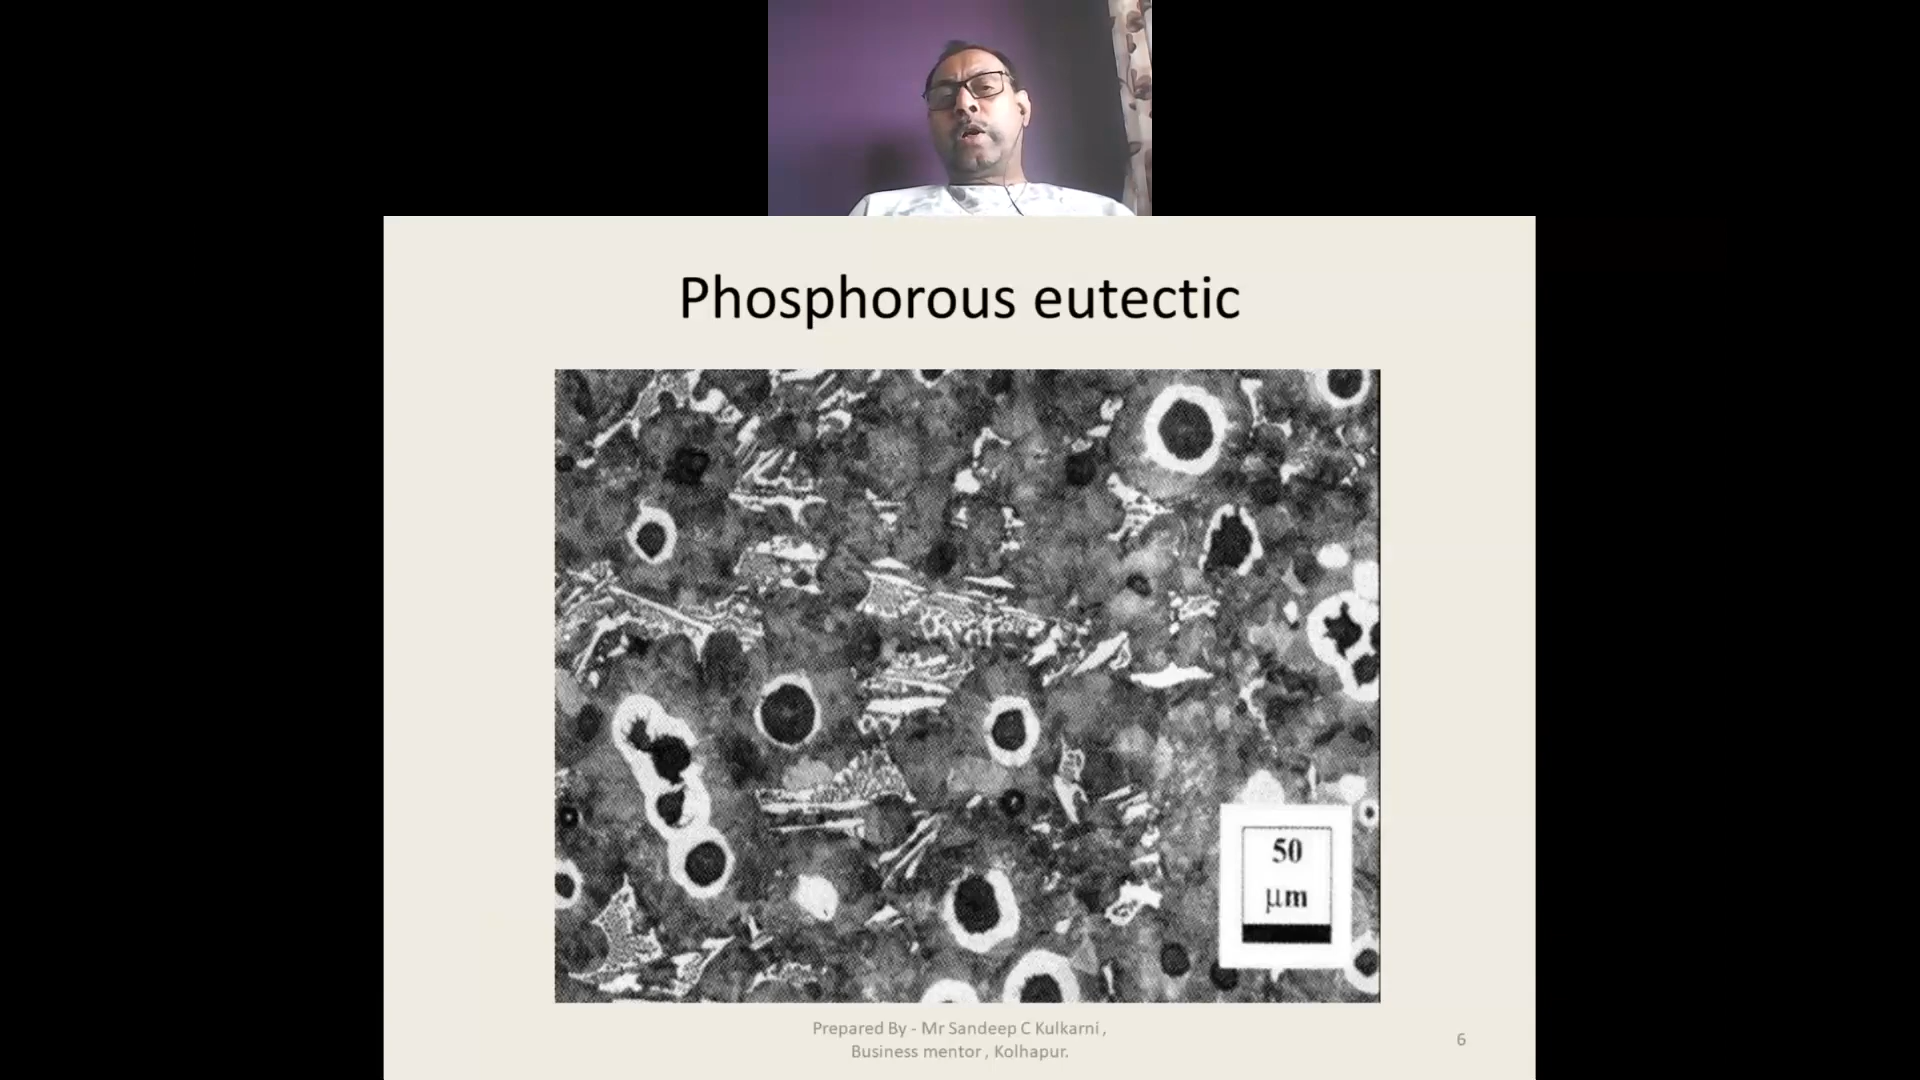 Phosphorous eutectic
50
μm
Prepared By - Mr Sandeep C Kulkarni ,
Business mentor , Kolhapur.
6